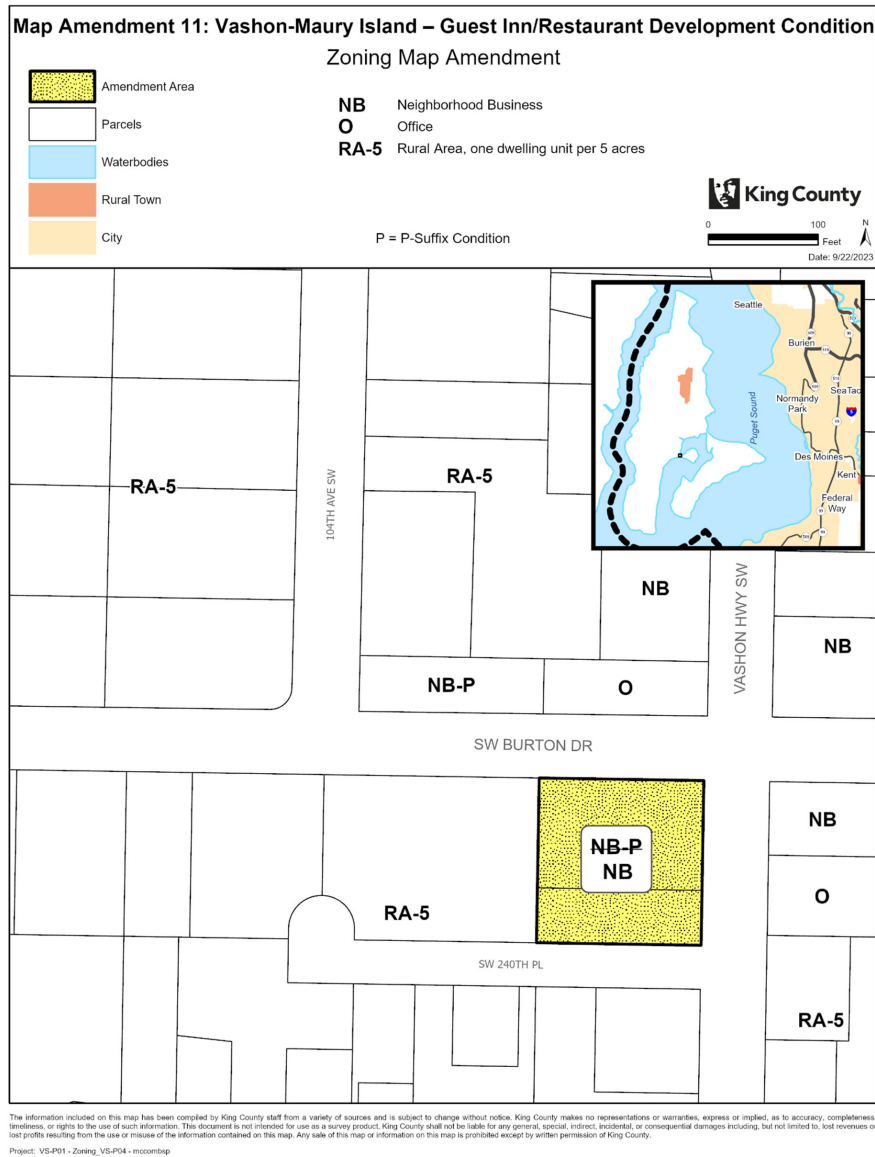 Map Amendment 11: Vashon-Maury Island – Guest Inn/Restaurant Development Condition
Zoning Map Amendment
Amendment Area
Parcels
Waterbodies
Rural Town
City
NB Neighborhood Business
O Office
RA-5 Rural Area, one dwelling unit per 5 acres
P = P-Suffix Condition
King County
0 100
Feet
N
Date: 9/22/2023
Seattle
Burien
SeaTac
Normandy
Park
Puget Sound
5
Des Moines
Kent
Federal
Way
RA-5
104TH AVE SW
RA-5
NB
VASHON HWY SW
NB
NB-P
O
SW BURTON DR
NB-P
NB
NB
O
RA-5
SW 240TH PL
RA-5
The information included on this map has been compiled by King County staff from a variety of sources and is subject to change without notice. King County makes no representations or warranties, express or implied, as to accuracy, completeness,
timeliness, or rights to the use of such information. This document is not intended for use as a survey product. King County shall not be liable for any general, special, indirect, incidental, or consequential damages including, but not limited to, lost revenues or
lost profits resulting from the use or misuse of the information contained on this map. Any sale of this map or information on this map is prohibited except by written permission of King County.
Project: VS-P01 - Zoning_VS-P04 - mccombsp